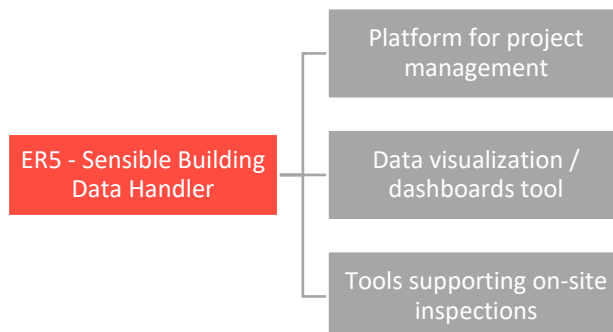 Platform for project
management
ER5 - Sensible Building
Data Handler
Data visualization /
dashboards tool
Tools supporting on-site
inspections